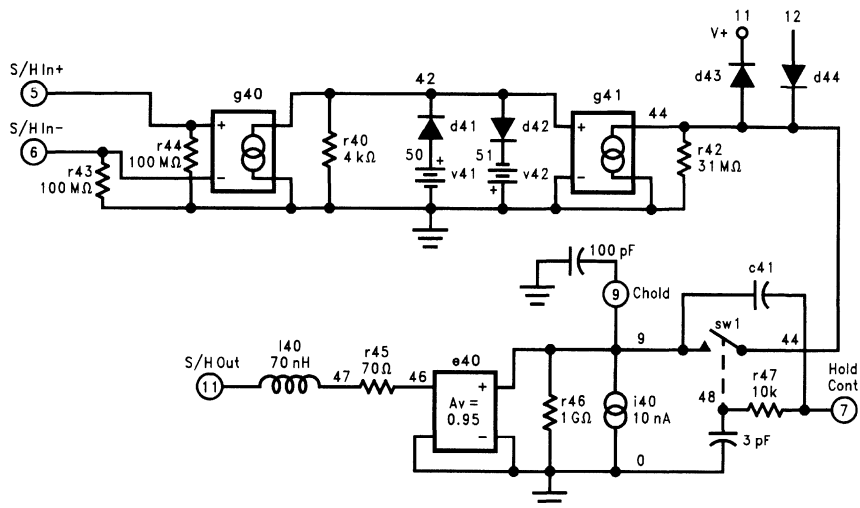 11 12
V+
d43 d44
S/H In+
5
g40
42
g41
44
+
+
S/H In-
6
r44
100 MΩ
r43
100 MΩ
-
r40
4 kΩ
d41 d42
50 + 51
v41 v42
+
-
r42
31 MΩ
100 pF
9 Chold
c41
sw1
9
44
S/H Out
11
l40
70 nH
47
r45
70Ω
46
e40
+
Av =
0.95
-
r46
1 GΩ
i40
10 nA
48
r47
10k
Hold
Cont
7
3 pF
0